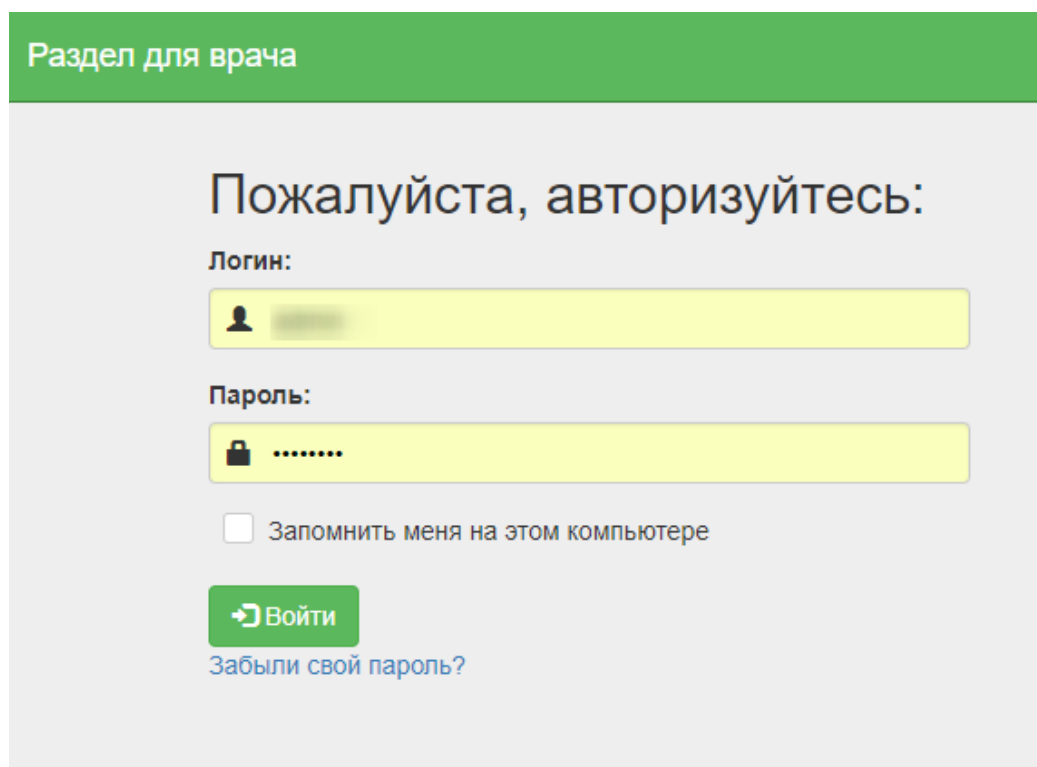 Раздел для врача
Пожалуйста, авторизуйтесь:
Логин:
Пароль:
••••••••
Запомнить меня на этом компьютере
Войти
Забыли свой пароль?